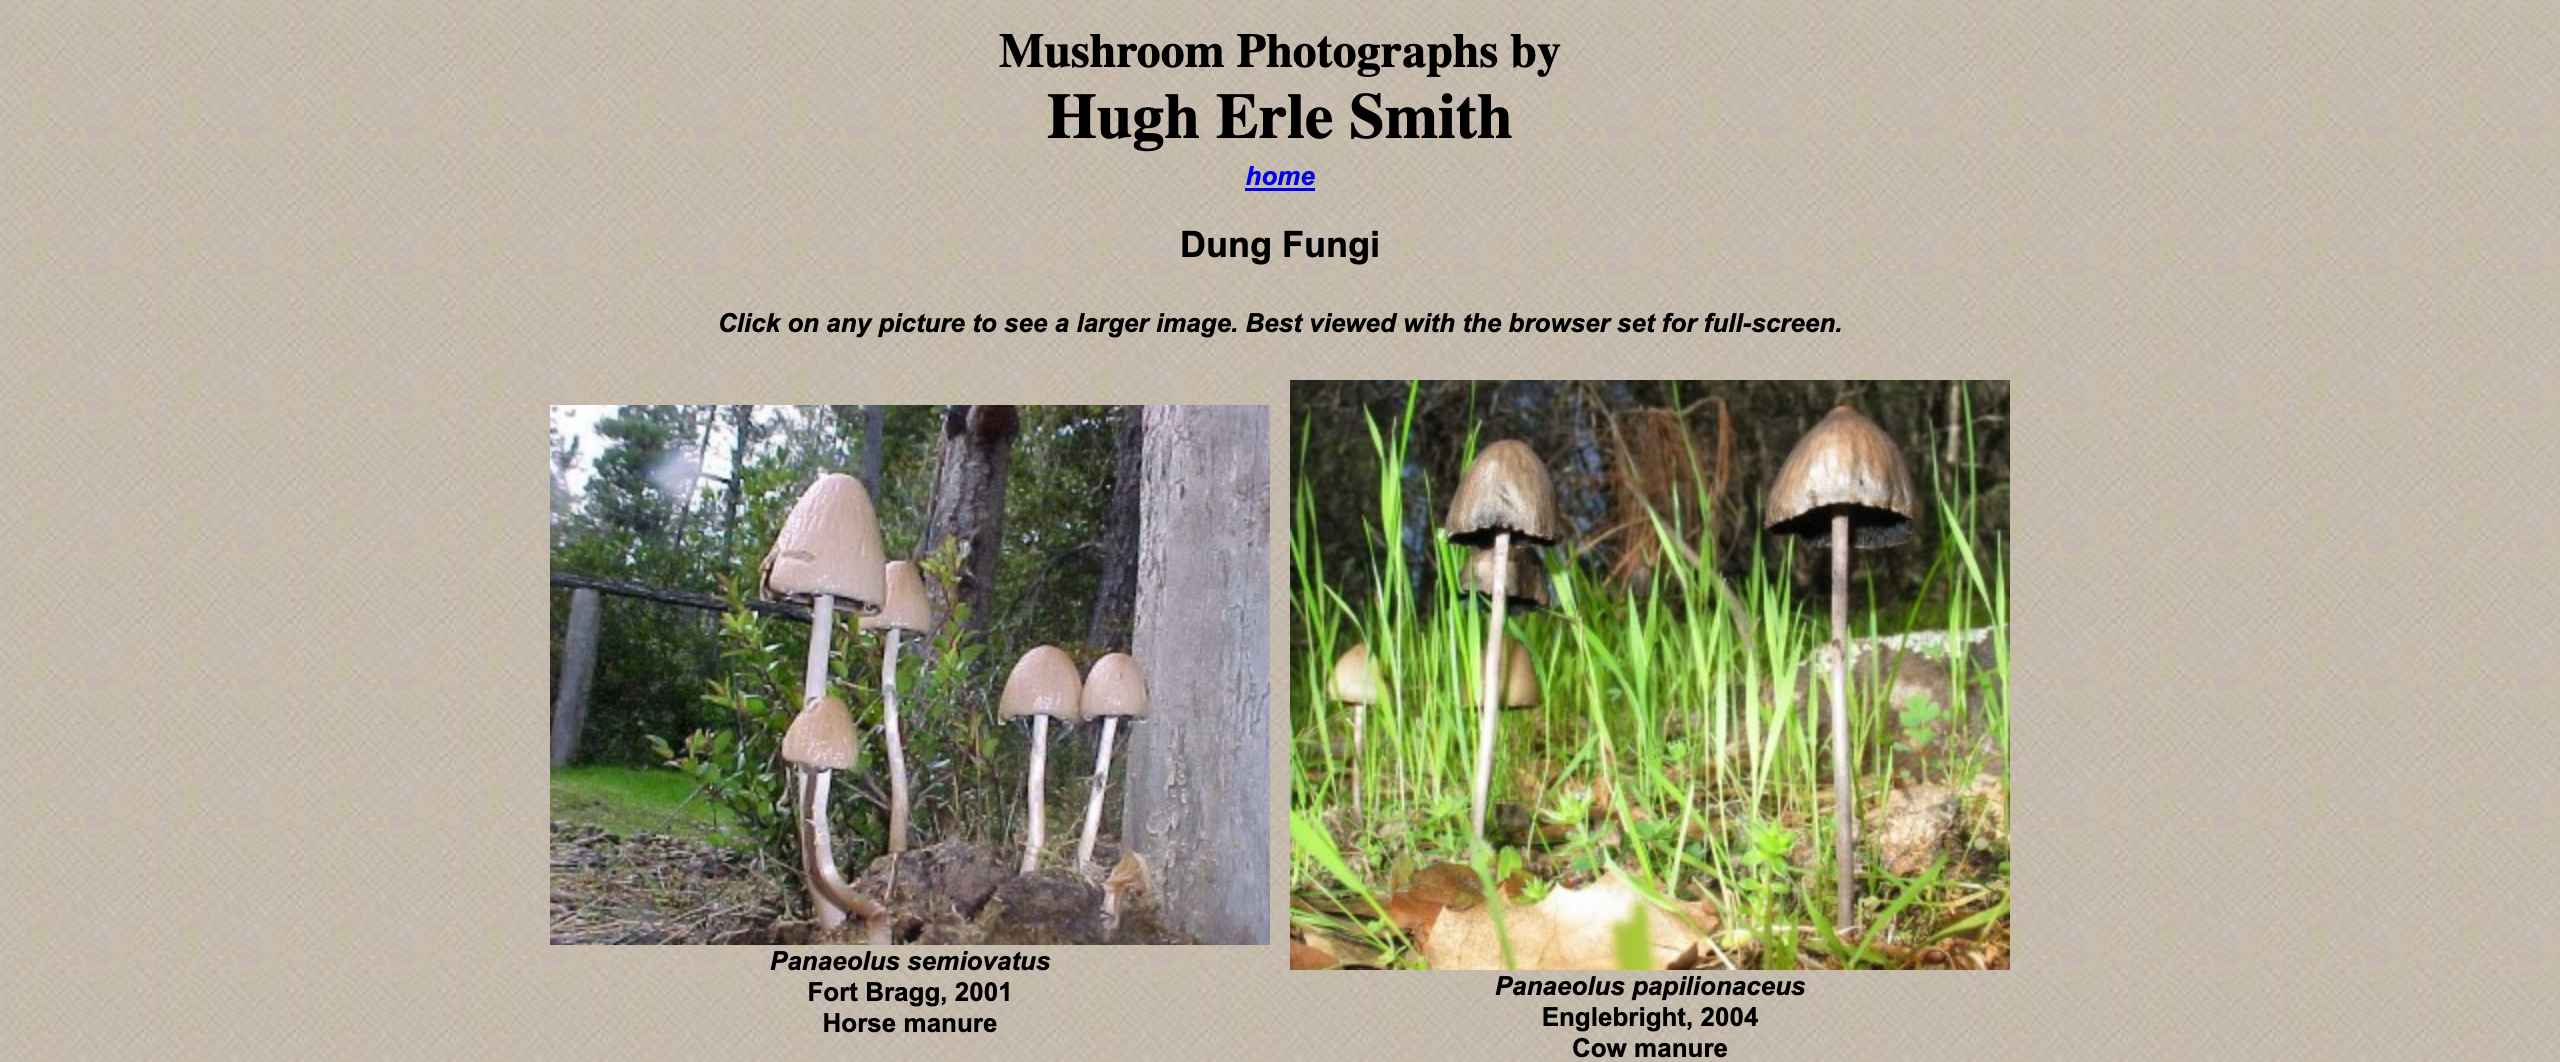 Mushroom Photographs by
Hugh Erle Smith
home
Dung Fungi
Click on any picture to see a larger image. Best viewed with the browser set for full-screen.
Panaeolus semiovatus
Fort Bragg, 2001
Horse manure
Panaeolus papilionaceus
Englebright, 2004
Cow manure